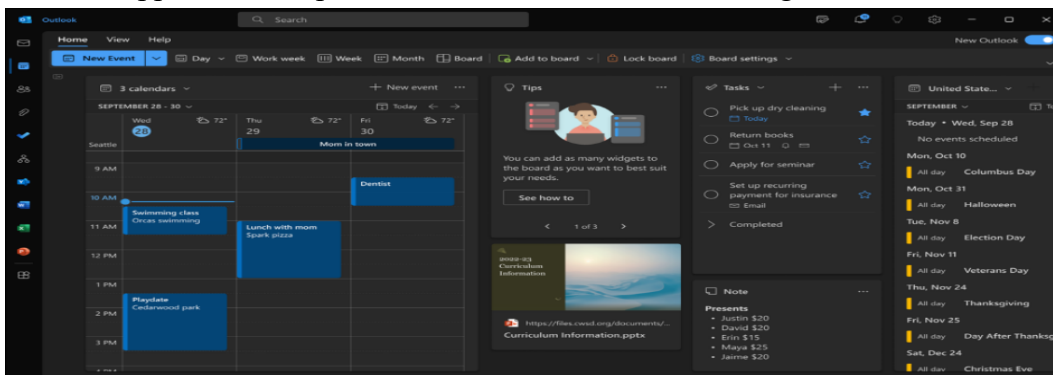 Outlook
Search
Home View Help
New Outlook
New Event Day Work week Week Month Board Add to board Lock board Board settings
3 calendars + New event ...
SEPTEMBER 28 - 30 Today ← →
Wed 72° Thu 72° Fri 72°
28 29 30
Seattle Mom in town
9 AM
Dentist
10 AM
Swimming class
Orcas swimming
11 AM
Lunch with mom
Spark pizza
12 PM
1 PM
Playdate
Cedarwood park
2 PM
3 PM
Tips ...
You can add as many widgets to
the board as you want to best suit
your needs.
See how to
< 1 of 3 >
2022-23
Curriculum
Information
https://files.cwsd.org/documents/...
Curriculum Information.pptx
Tasks + ...
Pick up dry cleaning
Today
Return books
Oct 11
Apply for seminar
Set up recurring
payment for insurance
Email
> Completed
Note ...
Presents
• Justin $20
• David $20
• Erin $15
• Maya $25
• Jaime $20
United State...
SEPTEMBER
Today • Wed, Sep 28
No events scheduled
Mon, Oct 10
All day Columbus Day
Mon, Oct 31
All day Halloween
Tue, Nov 8
All day Election Day
Fri, Nov 11
All day Veterans Day
Thu, Nov 24
All day Thanksgiving
Fri, Nov 25
All day Day After
Sat, Dec 24
All day Christmas Eve